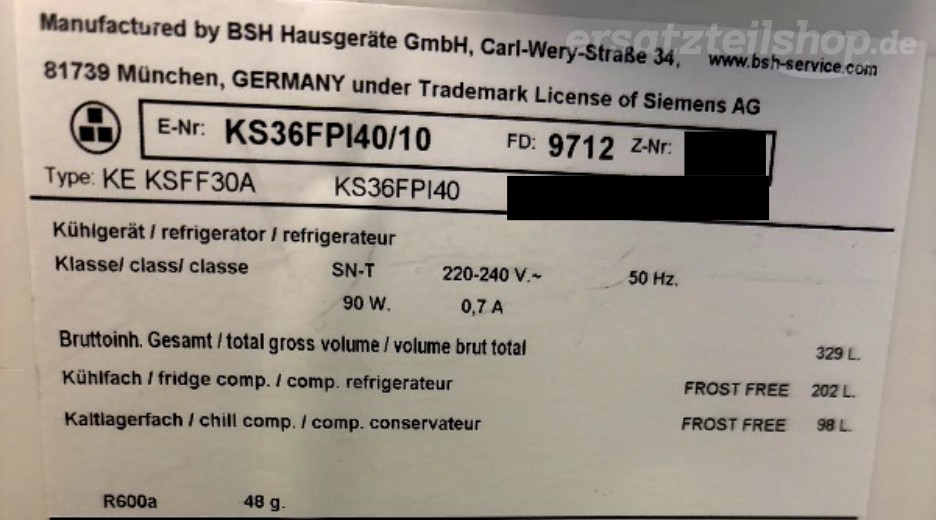 ersatzteilshop.de
Manufactured by BSH Hausgeräte GmbH, Carl-Wery-Straße 34, www.bsh-service.com
81739 München, GERMANY under Trademark License of Siemens AG
E-Nr: KS36FPI40/10 FD: 9712 Z-Nr:
Type: KE KSFF30A KS36FPI40
Kühlgerät / refrigerator / refrigerateur
Klasse/ class/ classe SN-T 220-240 V.~ 50 Hz.
90 W. 0,7 A
Bruttoinh. Gesamt / total gross volume / volume brut total 329 L.
Kühlfach / fridge comp. / comp. refrigerateur FROST FREE 202 L.
Kaltlagerfach / chill comp. / comp. conservateur FROST FREE 98 L.
R600a 48 g.